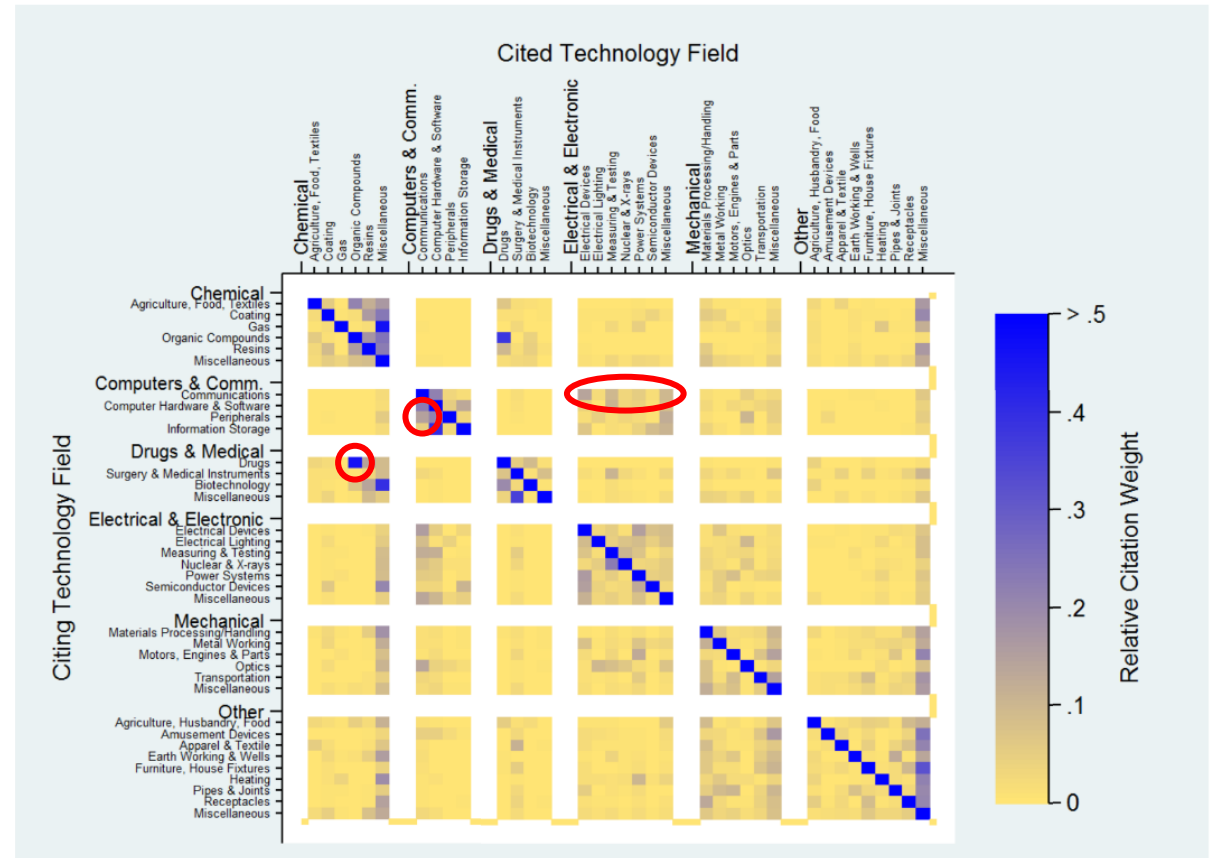 Cited Technology Field
Chemical
Agriculture, Food, Textiles
Coating
Gas
Organic Compounds
Resins
Miscellaneous
Computers & Comm.
Communications
Computer Hardware & Software
Peripherals
Information Storage
Drugs & Medical
Drugs
Surgery & Medical Instruments
Biotechnology
Miscellaneous
Electrical & Electronic
Electrical Devices
Electrical Lighting
Measuring & Testing
Nuclear & X-rays
Power Systems
Semiconductor Devices
Miscellaneous
Mechanical
Materials Processing/Handling
Metal Working
Motors, Engines & Parts
Optics
Transportation
Miscellaneous
Other
Agriculture, Husbandry, Food
Amusement Devices
Apparel & Textile
Earth Working & Wells
Furniture, House Fixtures
Heating
Pipes & Joints
Receptacles
Miscellaneous
Citing Technology Field
Chemical
Agriculture, Food, Textiles
Coating
Gas
Organic Compounds
Resins
Miscellaneous
Computers & Comm.
Communications
Computer Hardware & Software
Peripherals
Information Storage
Drugs & Medical
Drugs
Surgery & Medical Instruments
Biotechnology
Miscellaneous
Electrical & Electronic
Electrical Devices
Electrical Lighting
Measuring & Testing
Nuclear & X-rays
Power Systems
Semiconductor Devices
Miscellaneous
Mechanical
Materials Processing/Handling
Metal Working
Motors, Engines & Parts
Optics
Transportation
Miscellaneous
Other
Agriculture, Husbandry, Food
Amusement Devices
Apparel & Textile
Earth Working & Wells
Furniture, House Fixtures
Heating
Pipes & Joints
Receptacles
Miscellaneous
> .5
.4
.3
.2
.1
0
Relative Citation Weight